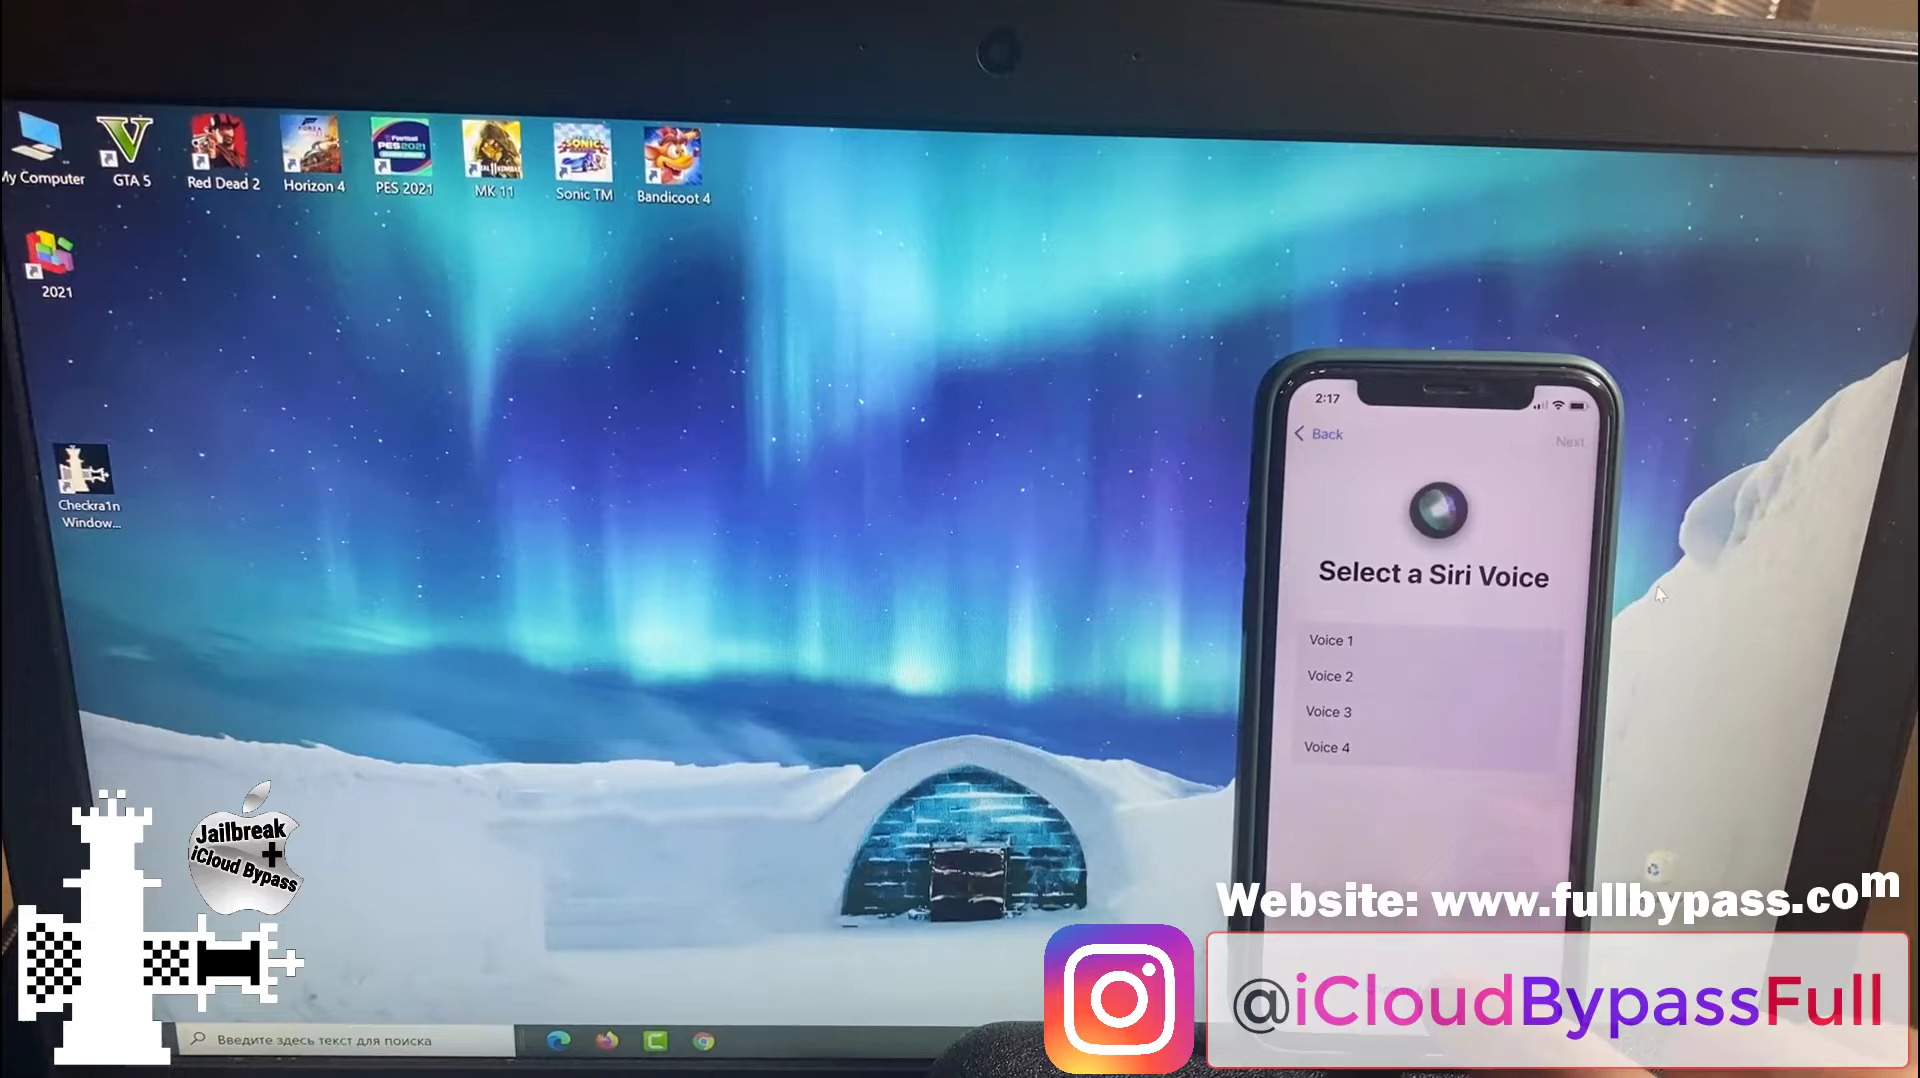 My Computer
GTA 5
Red Dead 2
Horizon 4
PES 2021
MK 11
Sonic TM
Bandicoot 4
2021
Checkra1n
Window...
2:17
Back
Next
Select a Siri Voice
Voice 1
Voice 2
Voice 3
Voice 4
Jailbreak
+
iCloud Bypass
Website: www.fullbypass.com
@iCloudBypassFull
Введите здесь текст для поиска